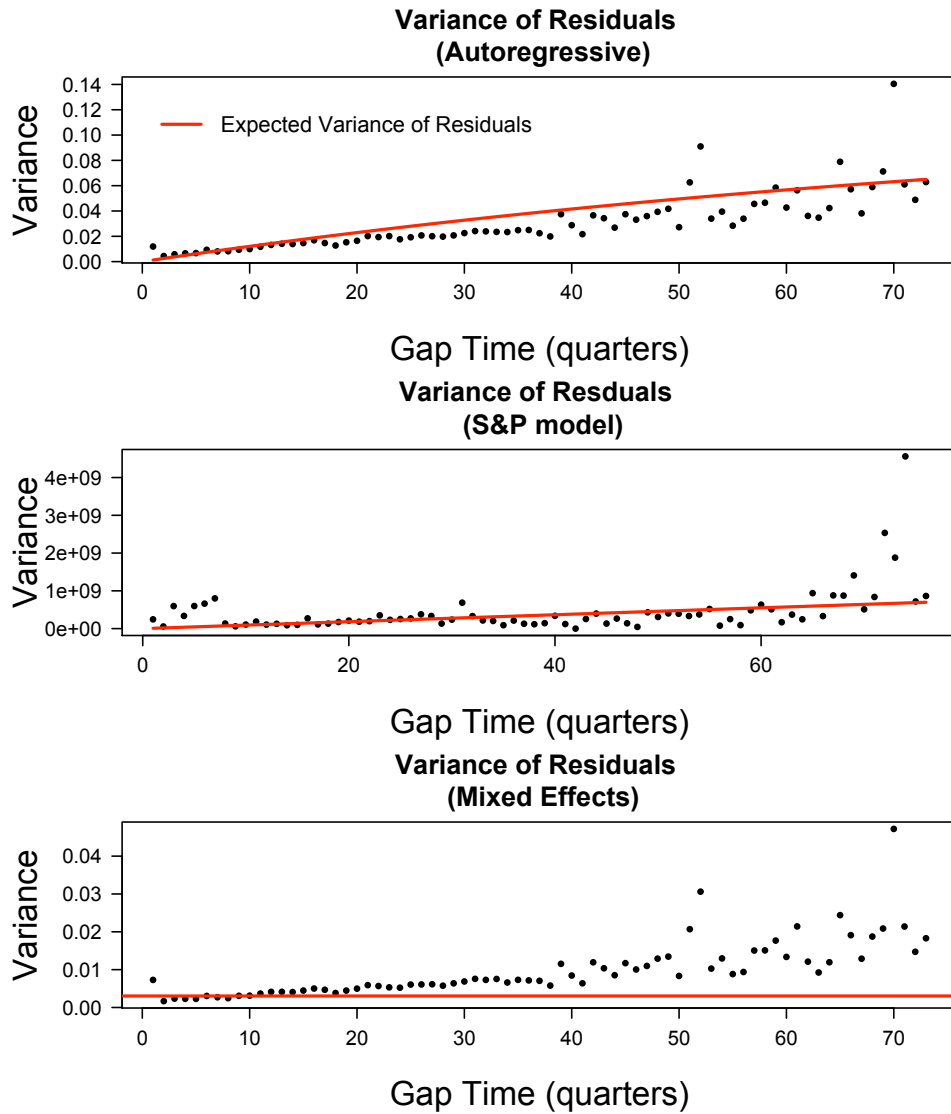 Variance of Residuals
(Autoregressive)
Variance
0.14
0.12
0.10
0.08
0.06
0.04
0.02
0.00
Expected Variance of Residuals
0 10 20 30 40 50 60 70
Gap Time (quarters)
Variance of Resduals
(S&P model)
Variance
4e+09
3e+09
2e+09
1e+09
0e+00
0 20 40 60
Gap Time (quarters)
Variance of Residuals
(Mixed Effects)
Variance
0.04
0.03
0.02
0.01
0.00
0 10 20 30 40 50 60 70
Gap Time (quarters)